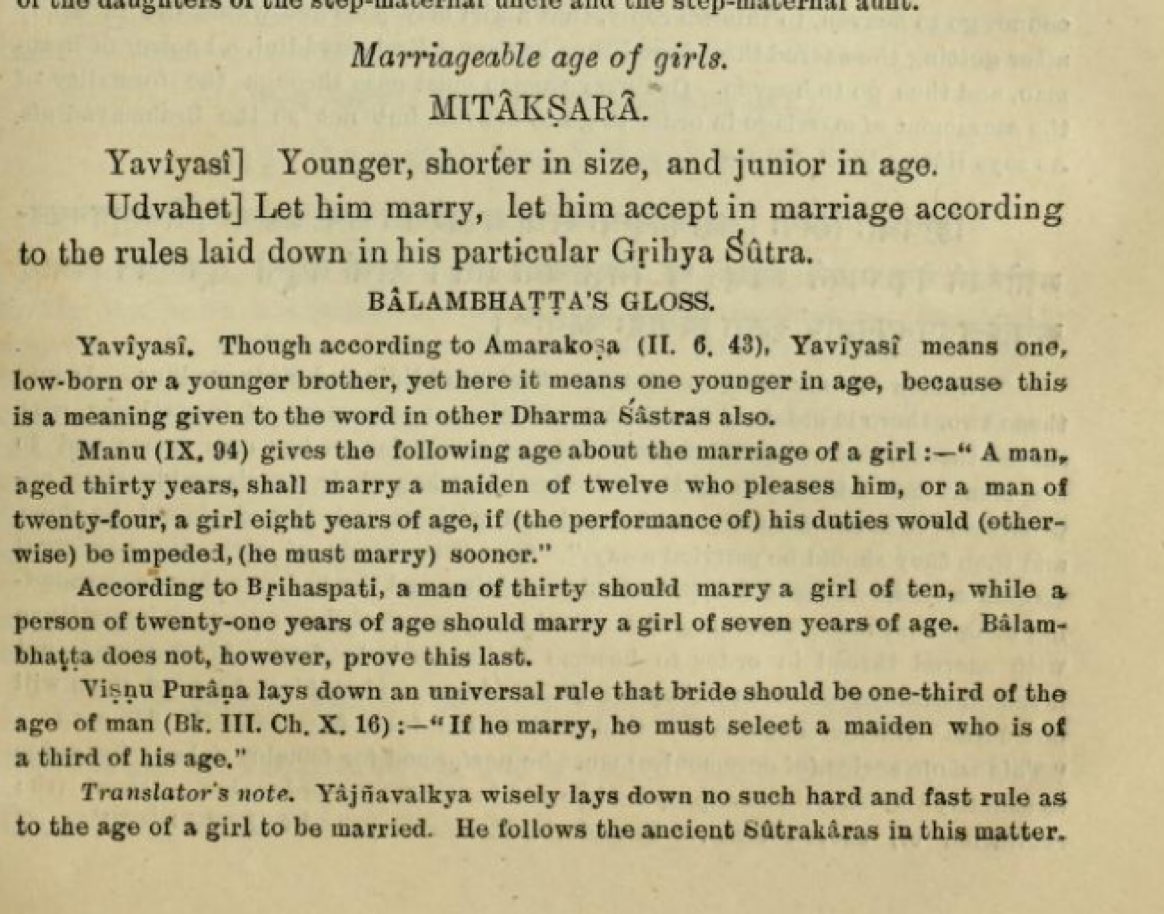 of the daughters of the step-maternal uncle and the step-maternal aunt.
Marriageable age of girls.
MITÂKṢARÂ.
Yavîyasî] Younger, shorter in size, and junior in age.
Udvahet] Let him marry, let him accept in marriage according
to the rules laid down in his particular Gṛihya Śûtra.
BÂLAMBHAṬṬA'S GLOSS.
Yavîyasî. Though according to Amarakoṣa (II. 6. 43), Yavîyasî means one,
low-born or a younger brother, yet here it means one younger in age, because this
is a meaning given to the word in other Dharma Śâstras also.
Manu (IX. 94) gives the following age about the marriage of a girl :—“ A man,
aged thirty years, shall marry a maiden of twelve who pleases him, or a man of
twenty-four, a girl eight years of age, if (the performance of) his duties would (other-
wise) be impeded, (he must marry) sooner.”
According to Bṛihaspati, a man of thirty should marry a girl of ten, while a
person of twenty-one years of age should marry a girl of seven years of age. Bâlam-
bhaṭṭa does not, however, prove this last.
Viṣṇu Purâṇa lays down an universal rule that bride should be one-third of the
age of man (Bk. III. Ch. X. 16) :—“ If he marry, he must select a maiden who is of
a third of his age.”
Translator's note. Yâjñavalkya wisely lays down no such hard and fast rule as
to the age of a girl to be married. He follows the ancient Sûtrakâras in this matter.